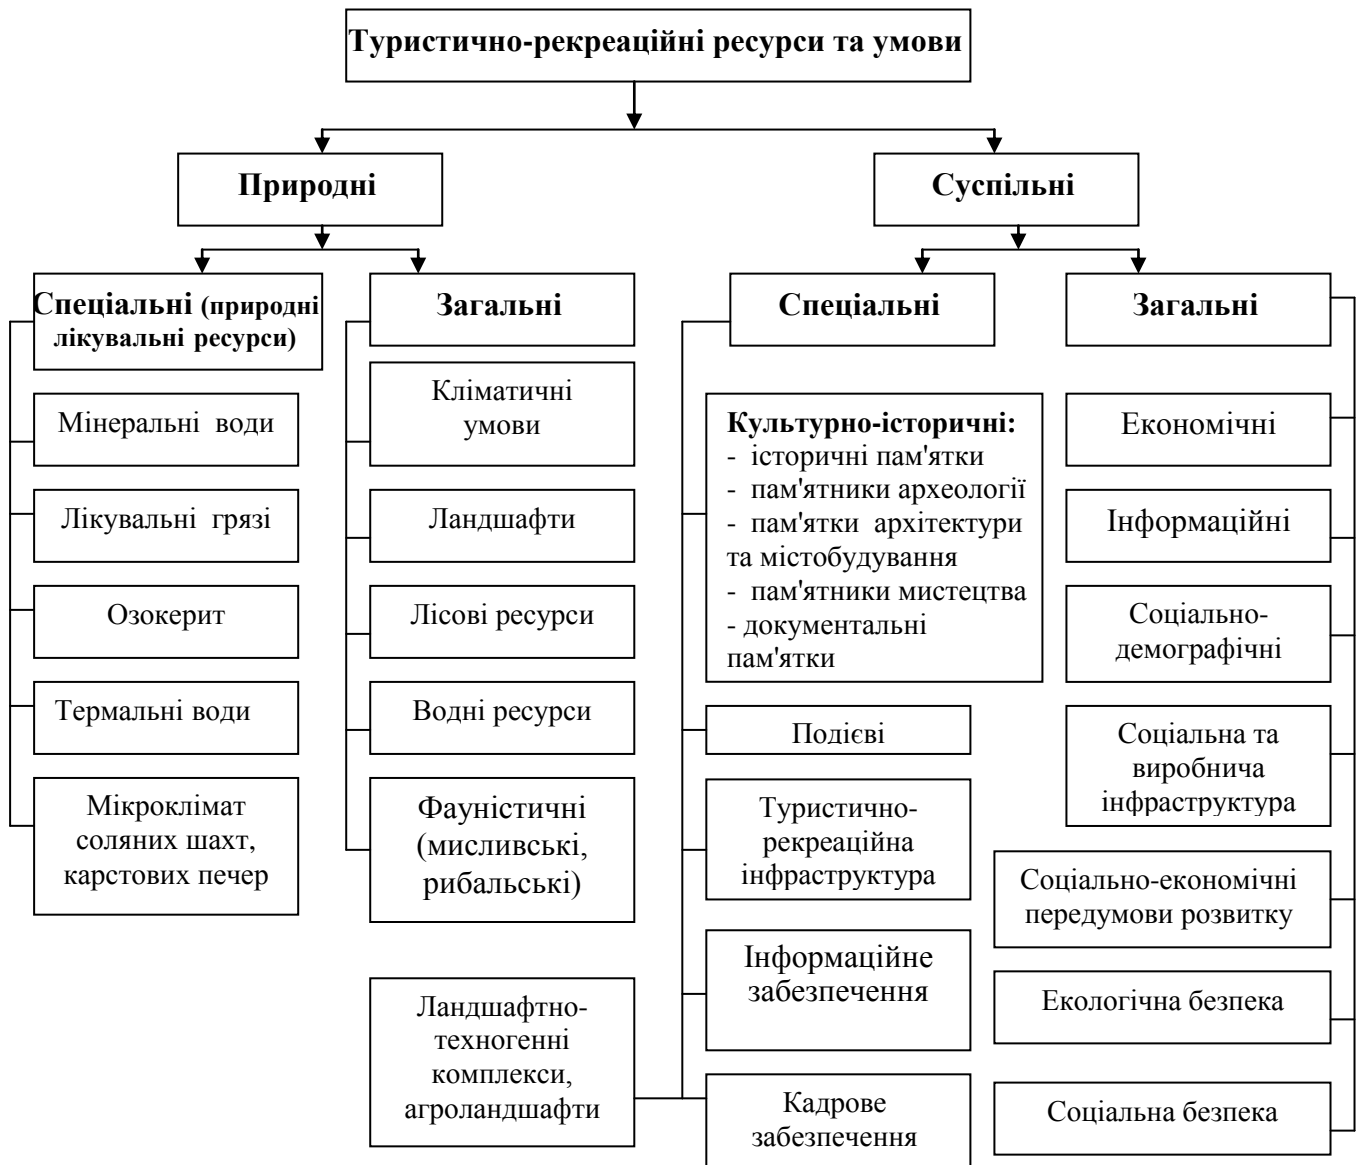 Туристично-рекреаційні ресурси та умови
Природні
Суспільні
Спеціальні (природні
лікувальні ресурси)
Загальні
Спеціальні
Загальні
Мінеральні води
Лікувальні грязі
Озокерит
Термальні води
Мікроклімат
соляних шахт,
карстових печер
Кліматичні
умови
Ландшафти
Лісові ресурси
Водні ресурси
Фауністичні
(мисливські,
рибальські)
Ландшафтно-
техногенні
комплекси,
агроландшафти
Культурно-історичні:
- історичні пам'ятки
- пам'ятники археології
- пам'ятки архітектури
та містобудування
- пам'ятники мистецтва
- документальні
пам'ятки
Подієві
Туристично-
рекреаційна
інфраструктура
Інформаційне
забезпечення
Кадрове
забезпечення
Економічні
Інформаційні
Соціально-
демографічні
Соціальна та
виробнича
інфраструктура
Соціально-економічні
передумови розвитку
Екологічна безпека
Соціальна безпека